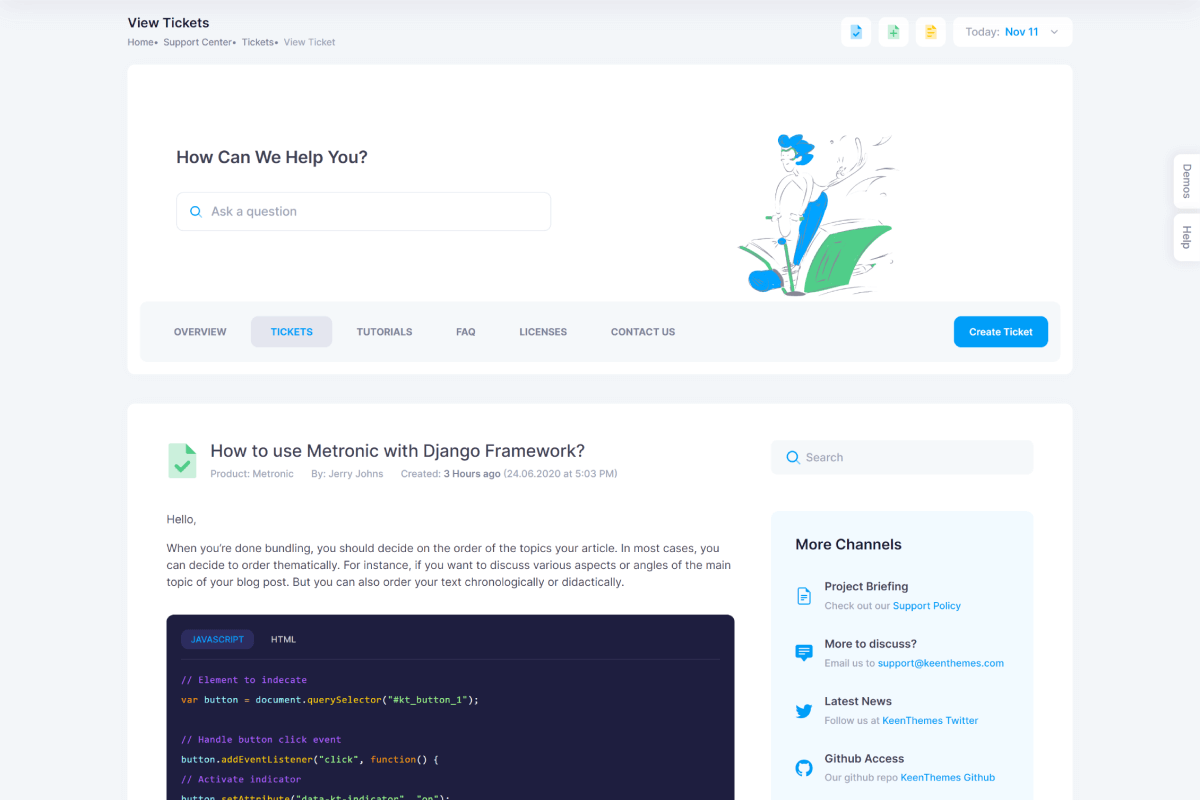 View Tickets
Home• Support Center• Tickets• View Ticket
Today: Nov 11
Demos
Help
How Can We Help You?
Ask a question
OVERVIEW TICKETS TUTORIALS FAQ LICENSES CONTACT US Create Ticket
How to use Metronic with Django Framework?
Product: Metronic By: Jerry Johns Created: 3 Hours ago (24.06.2020 at 5:03 PM)
Hello,
When you’re done bundling, you should decide on the order of the topics your article. In most cases, you
can decide to order thematically. For instance, if you want to discuss various aspects or angles of the main
topic of your blog post. But you can also order your text chronologically or didactically.
JAVASCRIPT HTML
// Element to indecate
var button = document.querySelector("#kt_button_1");
// Handle button click event
button.addEventListener("click", function() {
// Activate indicator
button.setAttribute("data-kt-indicator", "on");
Search
More Channels
Project Briefing
Check out our Support Policy
More to discuss?
Email us to support@keenthemes.com
Latest News
Follow us at KeenThemes Twitter
Github Access
Our github repo KeenThemes Github